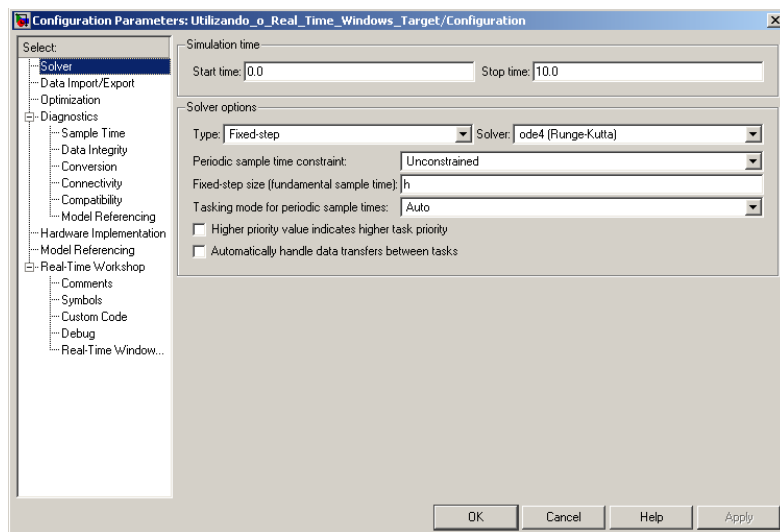 Configuration Parameters: Utilizando_o_Real_Time_Windows_Target/Configuration
Select:
Solver
Data Import/Export
Optimization
Diagnostics
Sample Time
Data Integrity
Conversion
Connectivity
Compatibility
Model Referencing
Hardware Implementation
Model Referencing
Real-Time Workshop
Comments
Symbols
Custom Code
Debug
Real-Time Window...
Simulation time
Start time: 0.0 Stop time: 10.0
Solver options
Type: Fixed-step Solver: ode4 (Runge-Kutta)
Periodic sample time constraint: Unconstrained
Fixed-step size (fundamental sample time): h
Tasking mode for periodic sample times: Auto
Higher priority value indicates higher task priority
Automatically handle data transfers between tasks
OK Cancel Help Apply